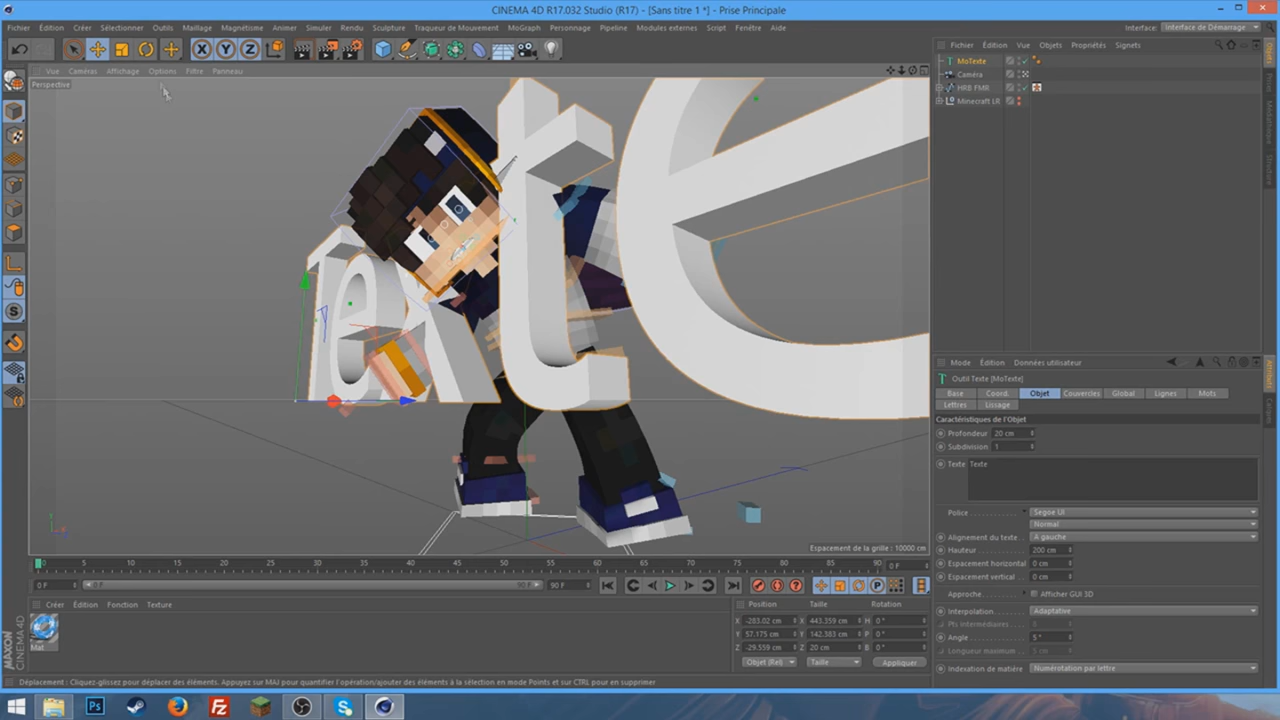 CINEMA 4D R17.032 Studio (R17) - [Sans titre 1 *] - Prise Principale
Fichier Édition Créer Sélectionner Outils Maillage Magnétisme Animer Simuler Rendu Sculpture Traqueur de Mouvement MoGraph Personnage Pipeline Modules externes Script Fenêtre Aide Interface: Interface de Démarrage
Fichier Édition Vue Objets Propriétés Signets
Vue Caméras Affichage Options Filtre Panneau
Perspective
MoTexte
Caméra
HRB FMR
Minecraft LR
Texte
Mode Édition Données utilisateur
Outil Texte [MoTexte]
Base Coord. Objet Couvercles Global Lignes Mots
Lettres Lissage
Caractéristiques de l'Objet
Profondeur 20 cm
Subdivision 1
Texte Texte
Police Segoe UI
Normal
Alignement du texte A gauche
Hauteur 200 cm
Espacement horizontal 0 cm
Espacement vertical 0 cm
Approche Afficher GUI 3D
Interpolation Adaptative
Pts intermédiaires 8
Angle 5°
Longueur maximum 5 cm
Indexation de matière Numérotation par lettre
Espacement de la grille : 10000 cm
0 5 10 15 20 25 30 35 40 45 50 55 60 65 70 75 80 85 90 0 F
0 F 0 F 90 F 90 F
Créer Édition Fonction Texture
Mat
Position Taille Rotation
X -283.02 cm X 443.359 cm H 0°
Y 57.175 cm Y 142.383 cm P 0°
Z -29.559 cm Z 20 cm B 0°
Objet (Rel) Taille Appliquer
MAXON CINEMA 4D
Déplacement : Cliquez-glissez pour déplacer des éléments. Appuyez sur MAJ pour quantifier l'opération/ajouter des éléments à la sélection en mode Points et sur CTRL pour en supprimer